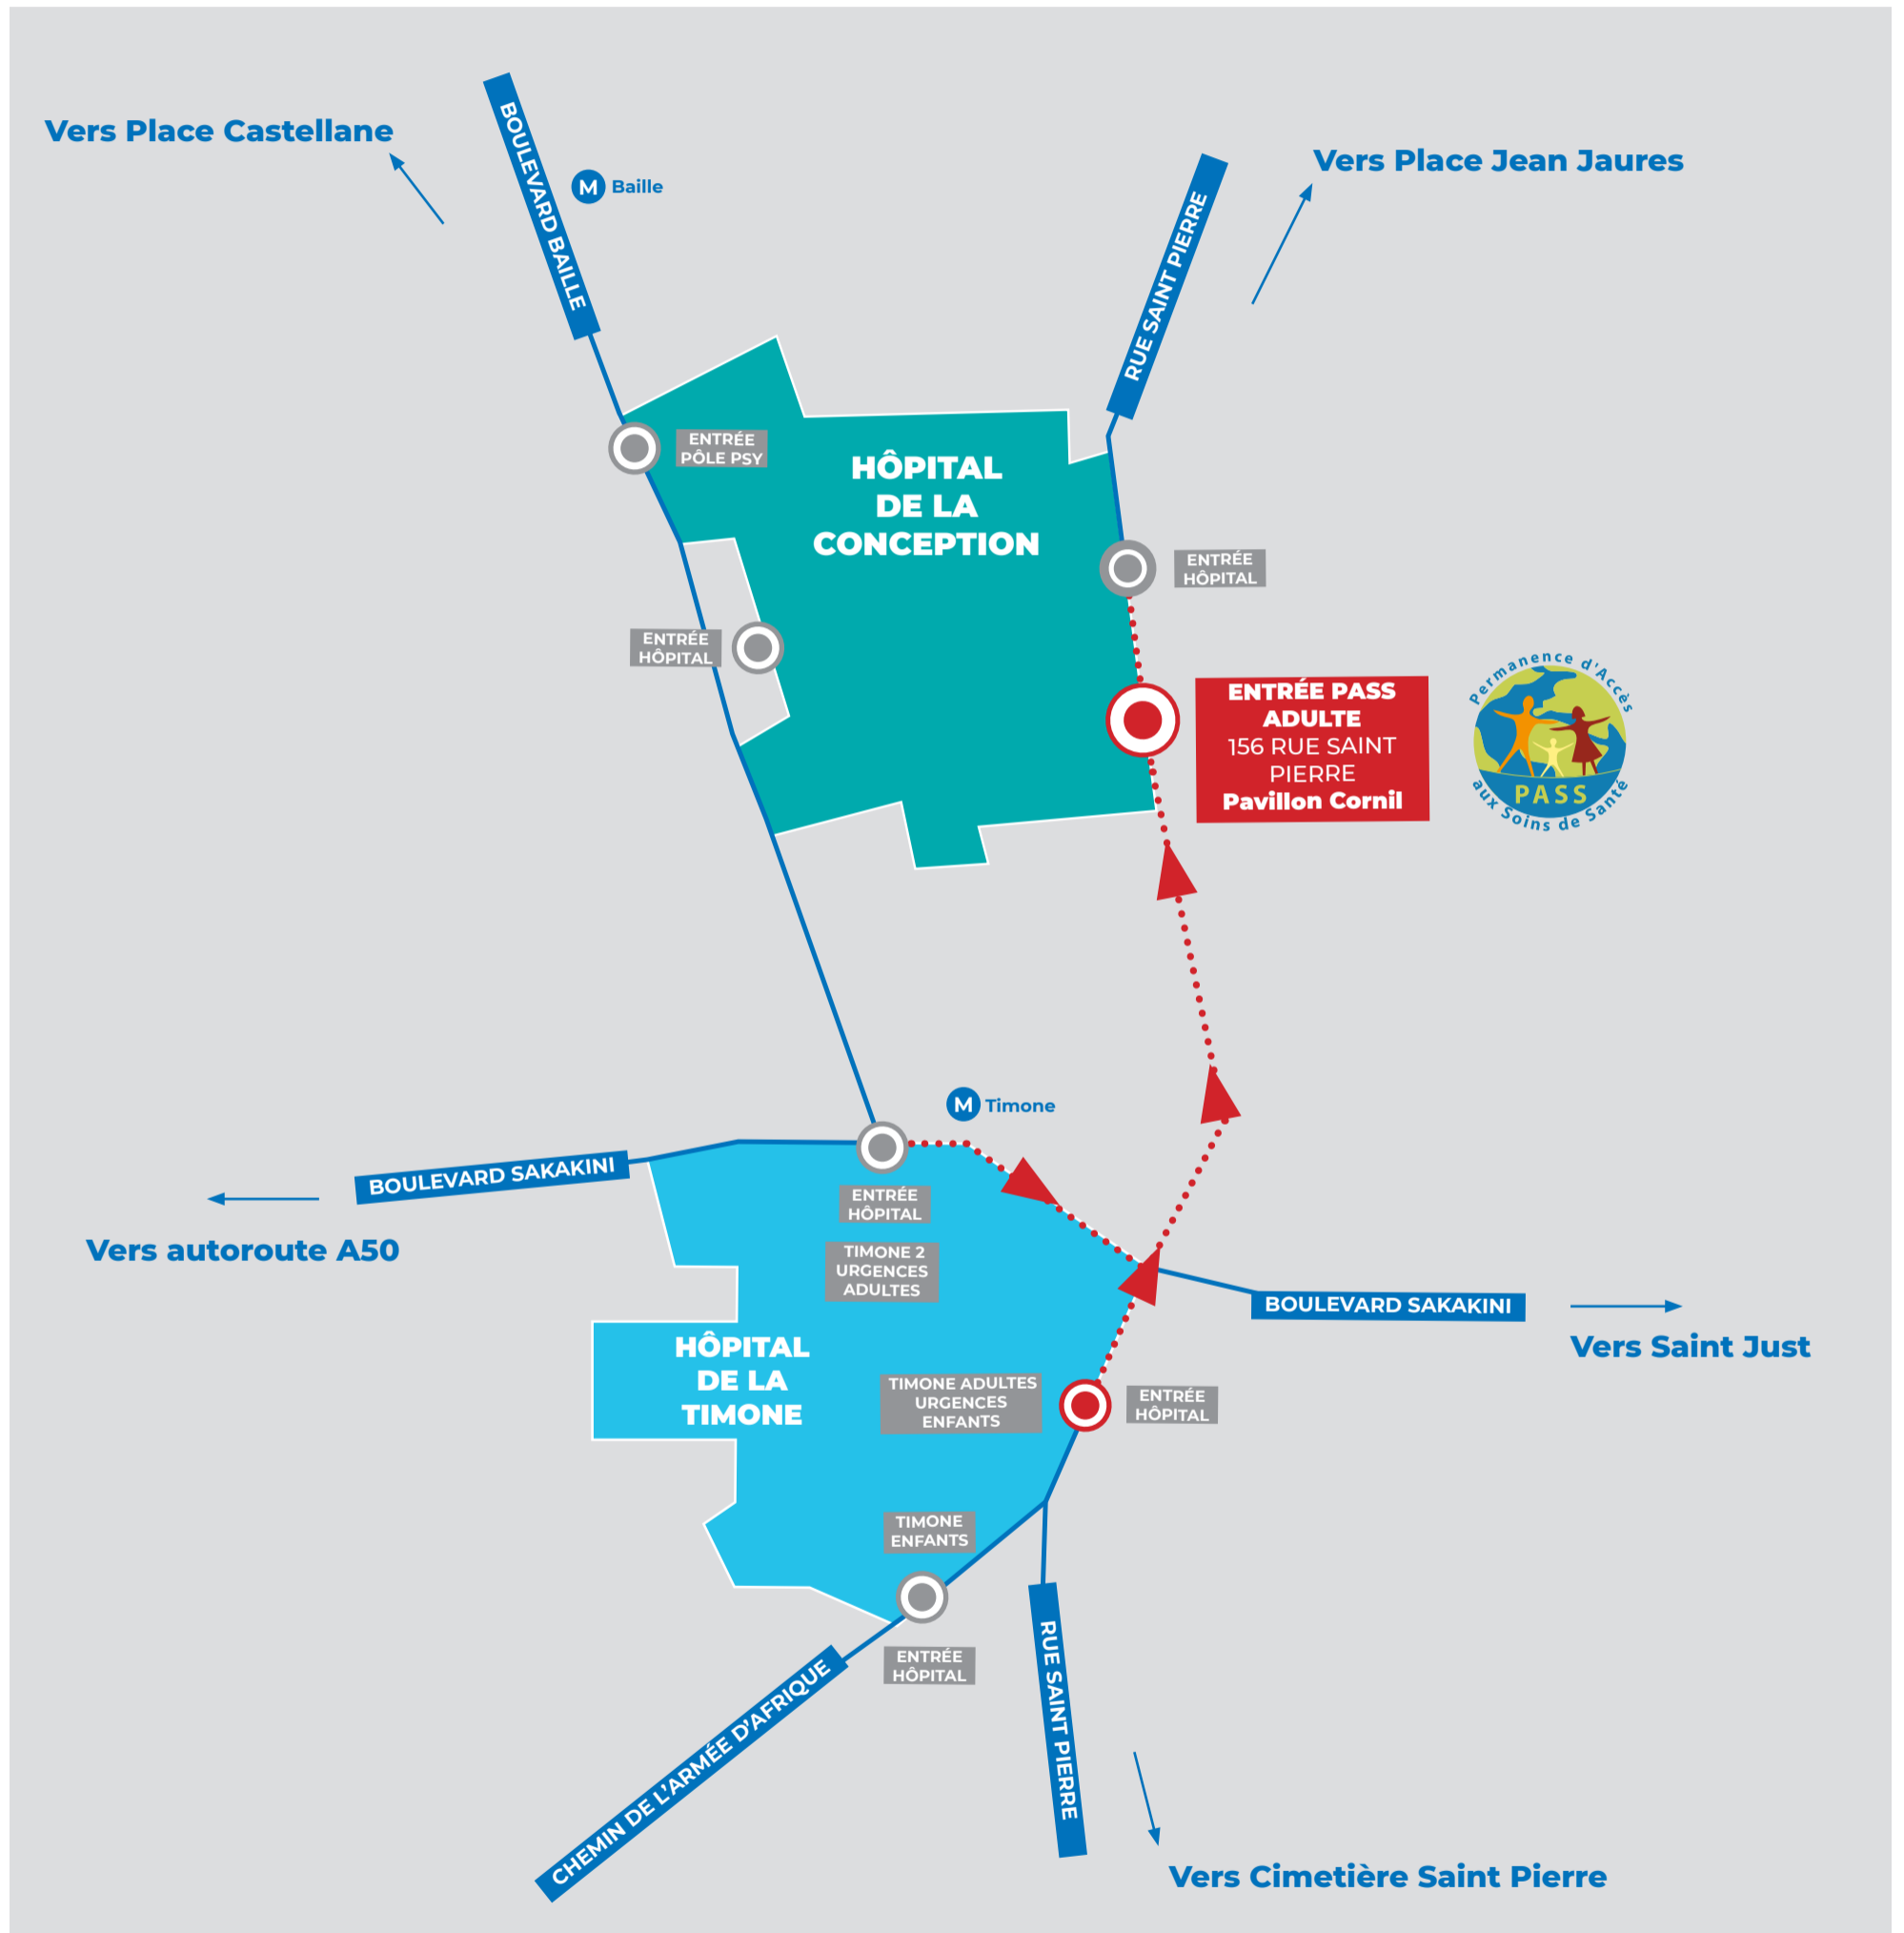 Vers Place Castellane
BOULEVARD BAILLE
M Baille
RUE SAINT PIERRE
Vers Place Jean Jaures
ENTRÉE
PÔLE PSY
HÔPITAL
DE LA
CONCEPTION
ENTRÉE
HÔPITAL
ENTRÉE
HÔPITAL
ENTRÉE PASS
ADULTE
156 RUE SAINT
PIERRE
Pavillon Cornil
Permanence d'Accès
PASS
aux Soins de Santé
M Timone
BOULEVARD SAKAKINI
Vers autoroute A50
ENTRÉE
HÔPITAL
TIMONE 2
URGENCES
ADULTES
BOULEVARD SAKAKINI
Vers Saint Just
HÔPITAL
DE LA
TIMONE
TIMONE ADULTES
URGENCES
ENFANTS
ENTRÉE
HÔPITAL
TIMONE
ENFANTS
ENTRÉE
HÔPITAL
CHEMIN DE L'ARMÉE D'AFRIQUE
RUE SAINT PIERRE
Vers Cimetière Saint Pierre